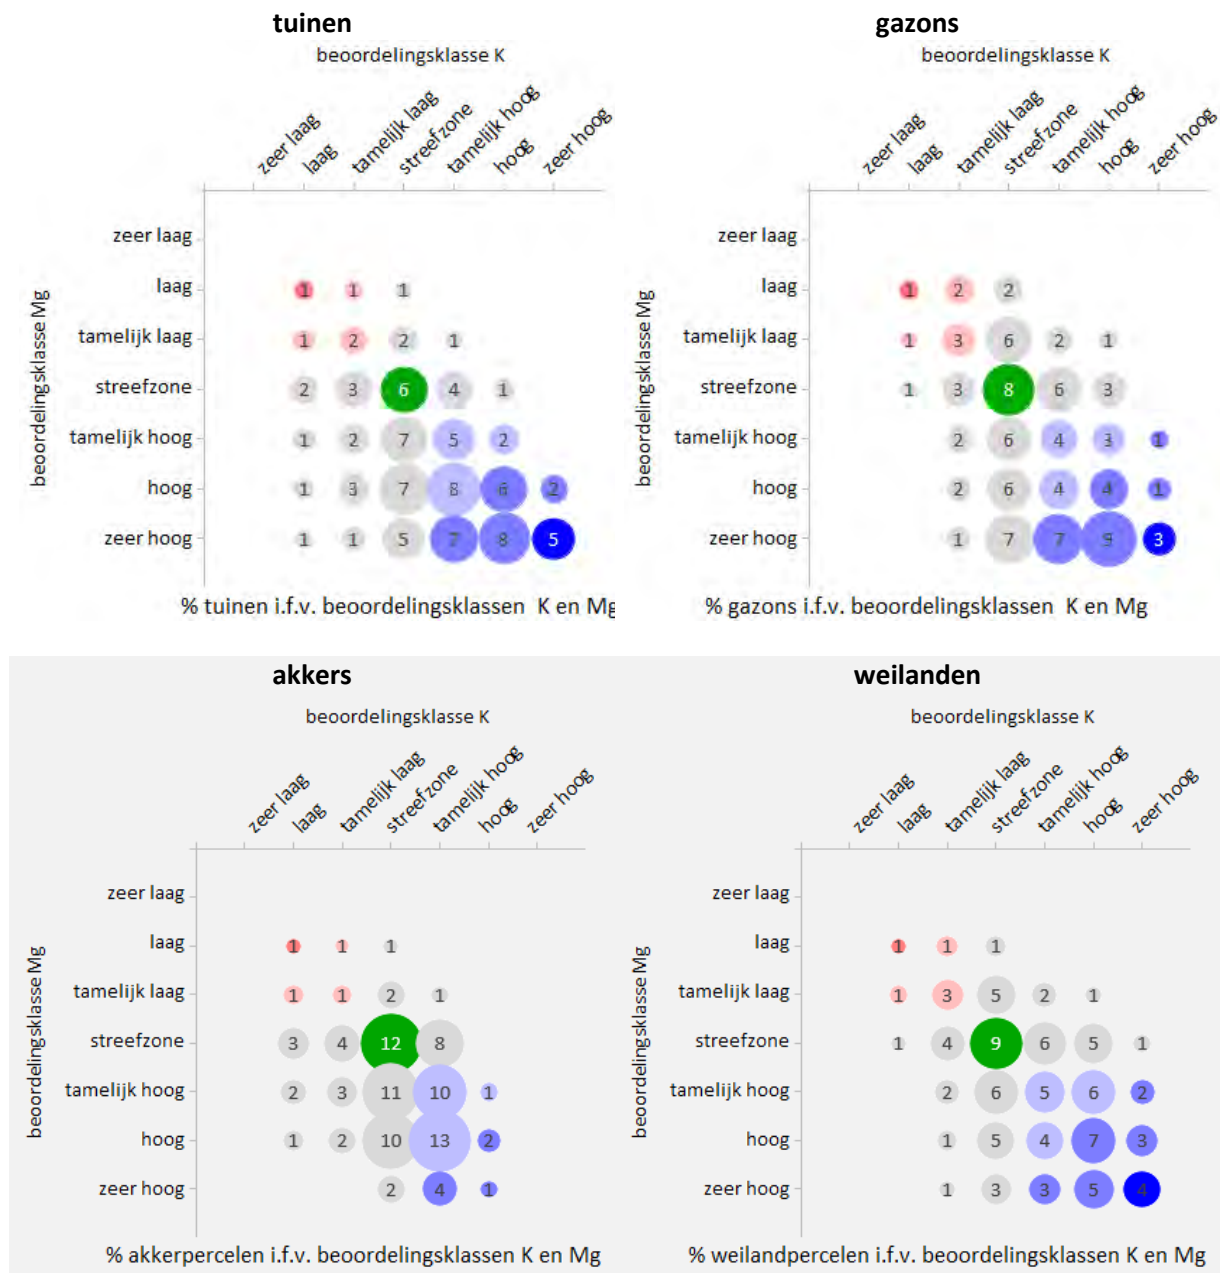 tuinen
beoordelingsklasse K
zeer laag
laag
tamelijk laag
streefzone
tamelijk hoog
hoog
zeer hoog
beoordelingsklasse Mg
zeer laag
laag 1 1 1
tamelijk laag 1 2 2 1
streefzone 2 3 6 4 1
tamelijk hoog 1 2 7 5 2
hoog 1 3 7 8 6 2
zeer hoog 1 1 5 7 8 5
% tuinen i.f.v. beoordelingsklassen K en Mg
gazons
beoordelingsklasse K
zeer laag
laag
tamelijk laag
streefzone
tamelijk hoog
hoog
zeer hoog
beoordelingsklasse Mg
zeer laag
laag 1 2 2
tamelijk laag 1 3 6 2 1
streefzone 1 3 8 6 3
tamelijk hoog 2 6 4 3 1
hoog 2 6 4 4 1
zeer hoog 1 7 7 9 3
% gazons i.f.v. beoordelingsklassen K en Mg
akkers
beoordelingsklasse K
zeer laag
laag
tamelijk laag
streefzone
tamelijk hoog
hoog
zeer hoog
beoordelingsklasse Mg
zeer laag
laag 1 1 1
tamelijk laag 1 1 2 1
streefzone 3 4 12 8
tamelijk hoog 2 3 11 10 1
hoog 1 2 10 13 2
zeer hoog 2 4 1
% akkerpercelen i.f.v. beoordelingsklassen K en Mg
weilanden
beoordelingsklasse K
zeer laag
laag
tamelijk laag
streefzone
tamelijk hoog
hoog
zeer hoog
beoordelingsklasse Mg
zeer laag
laag 1 1 1
tamelijk laag 1 3 5 2 1
streefzone 1 4 9 6 5 1
tamelijk hoog 2 6 5 6 2
hoog 1 5 4 7 3
zeer hoog 1 3 3 5 4
% weilandpercelen i.f.v. beoordelingsklassen K en Mg